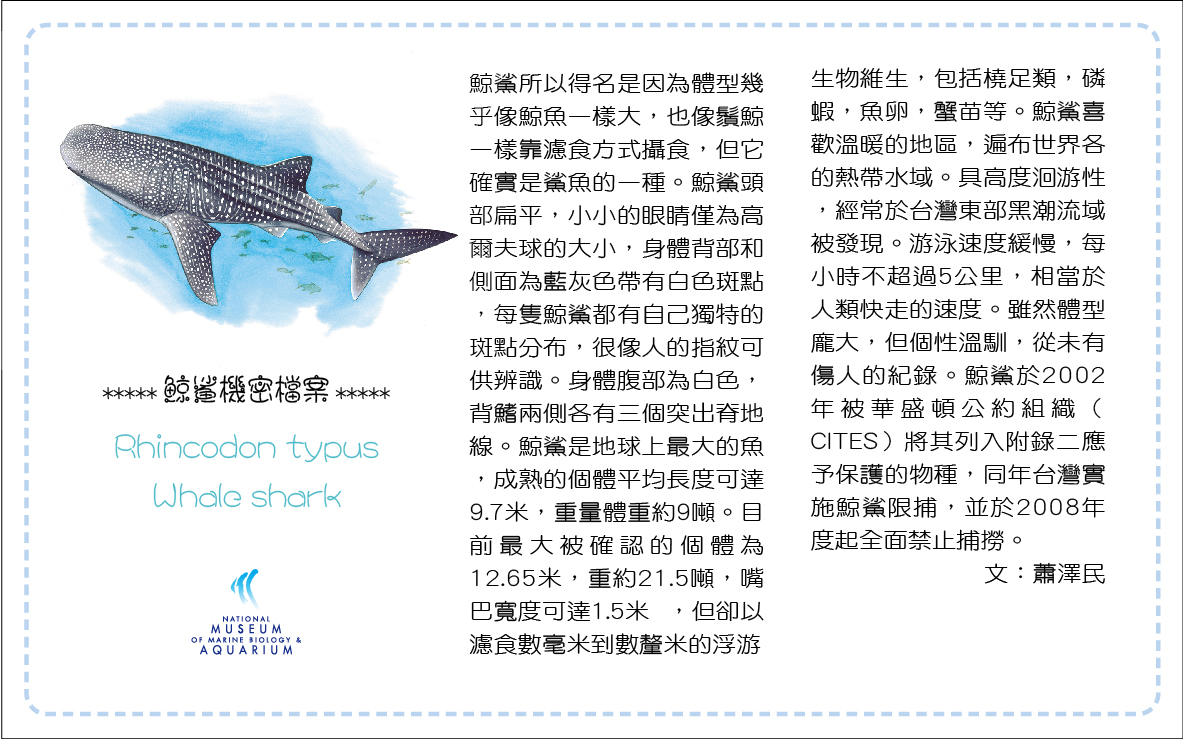 ***** 鯨鯊機密檔案 *****
Rhincodon typus
Whale shark
NATIONAL
MUSEUM
OF MARINE BIOLOGY &
AQUARIUM
鯨鯊所以得名是因為體型幾
乎像鯨魚一樣大，也像鬚鯨
一樣靠濾食方式攝食，但它
確實是鯊魚的一種。鯨鯊頭
部扁平，小小的眼睛僅為高
爾夫球的大小，身體背部和
側面為藍灰色帶有白色斑點
，每隻鯨鯊都有自己獨特的
斑點分布，很像人的指紋可
供辨識。身體腹部為白色，
背鰭兩側各有三個突出脊地
線。鯨鯊是地球上最大的魚
，成熟的個體平均長度可達
9.7米，重量體重約9噸。目
前最大被確認的個體為
12.65米，重約21.5噸，嘴
巴寬度可達1.5米　，但卻以
濾食數毫米到數釐米的浮游
生物維生，包括橈足類，磷
蝦，魚卵，蟹苗等。鯨鯊喜
歡溫暖的地區，遍布世界各
的熱帶水域。具高度洄游性
，經常於台灣東部黑潮流域
被發現。游泳速度緩慢，每
小時不超過5公里，相當於
人類快走的速度。雖然體型
龐大，但個性溫馴，從未有
傷人的紀錄。鯨鯊於2002
年被華盛頓公約組織（
CITES）將其列入附錄二應
予保護的物種，同年台灣實
施鯨鯊限捕，並於2008年
度起全面禁止捕撈。
文：蕭澤民